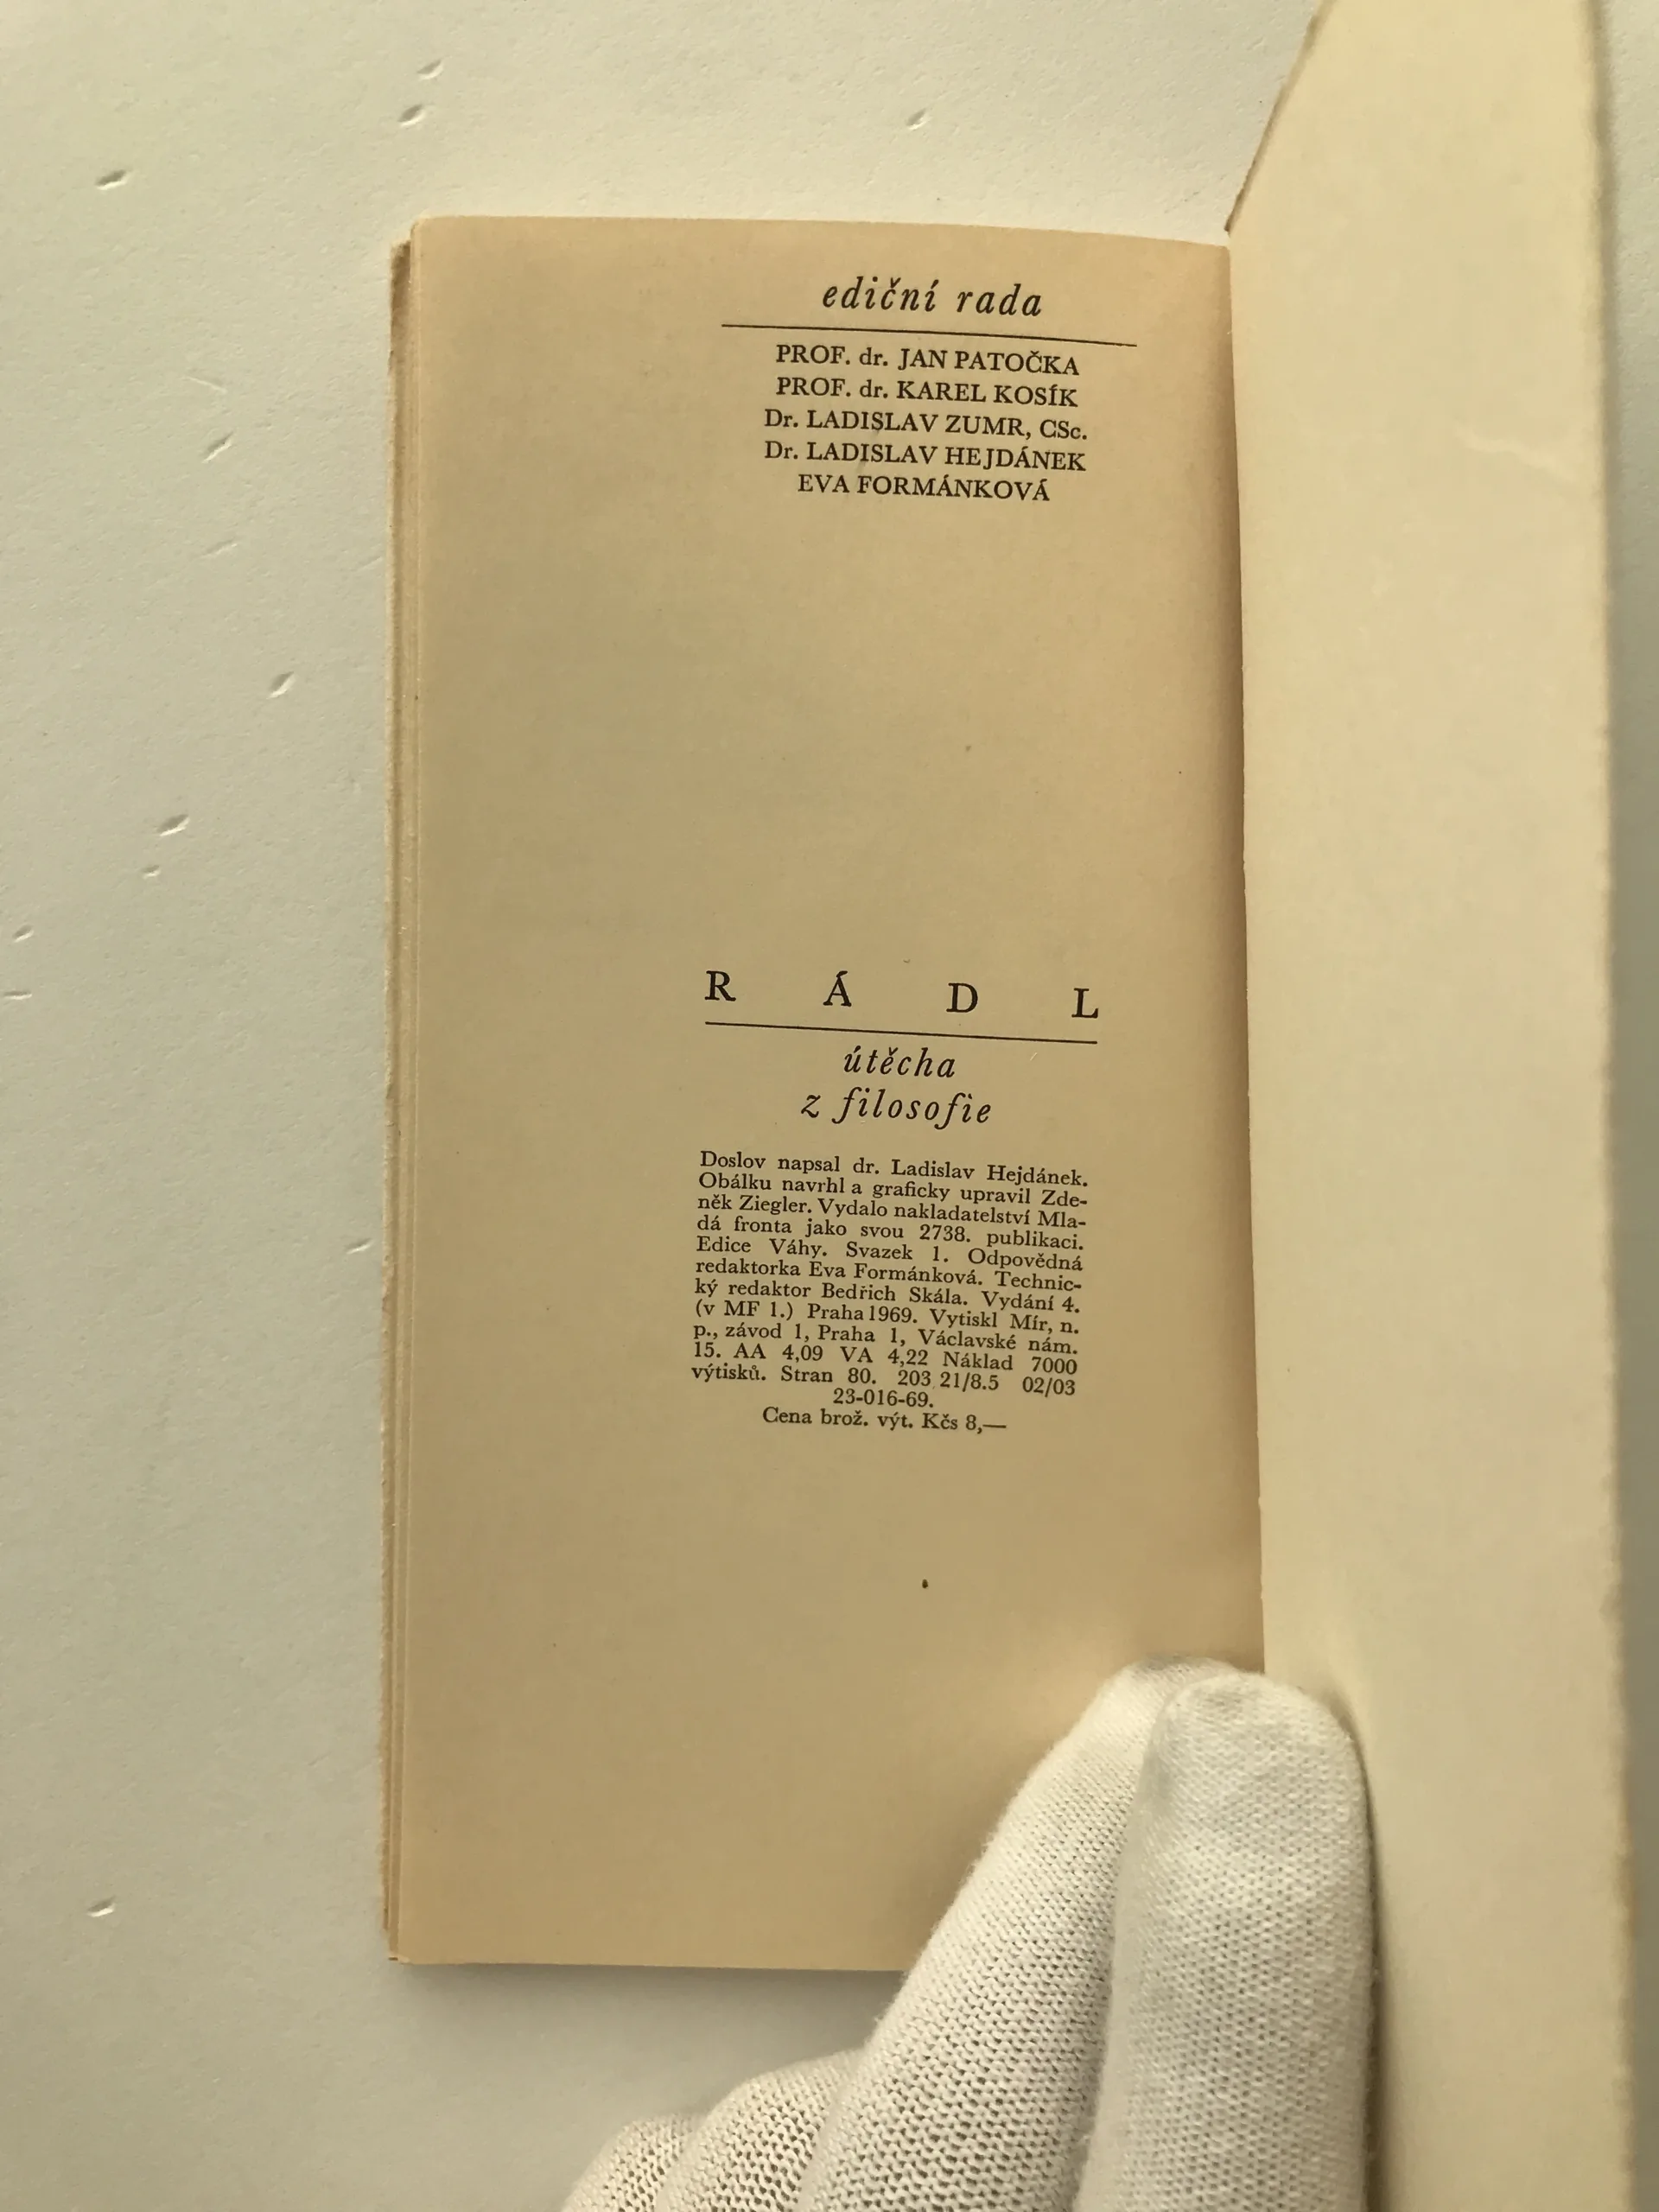 ediční rada
PROF. dr. JAN PATOČKA
PROF. dr. KAREL KOSÍK
Dr. LADISLAV ZUMR, CSc.
Dr. LADISLAV HEJDÁNEK
EVA FORMÁNKOVÁ
R Á D L
útěcha
z filosofie
Doslov napsal dr. Ladislav Hejdánek.
Obálku navrhl a graficky upravil Zde-
něk Ziegler. Vydalo nakladatelství Mla-
dá fronta jako svou 2738. publikaci.
Edice Váhy. Svazek 1. Odpovědná
redaktorka Eva Formánková. Technic-
ký redaktor Bedřich Skála. Vydání 4.
(v MF 1.) Praha 1969. Vytiskl Mír, n.
p., závod 1, Praha 1, Václavské nám.
15. AA 4,09 VA 4,22 Náklad 7000
výtisků. Stran 80. 203 21/8.5 02/03
23-016-69.
Cena brož. výt. Kčs 8,—